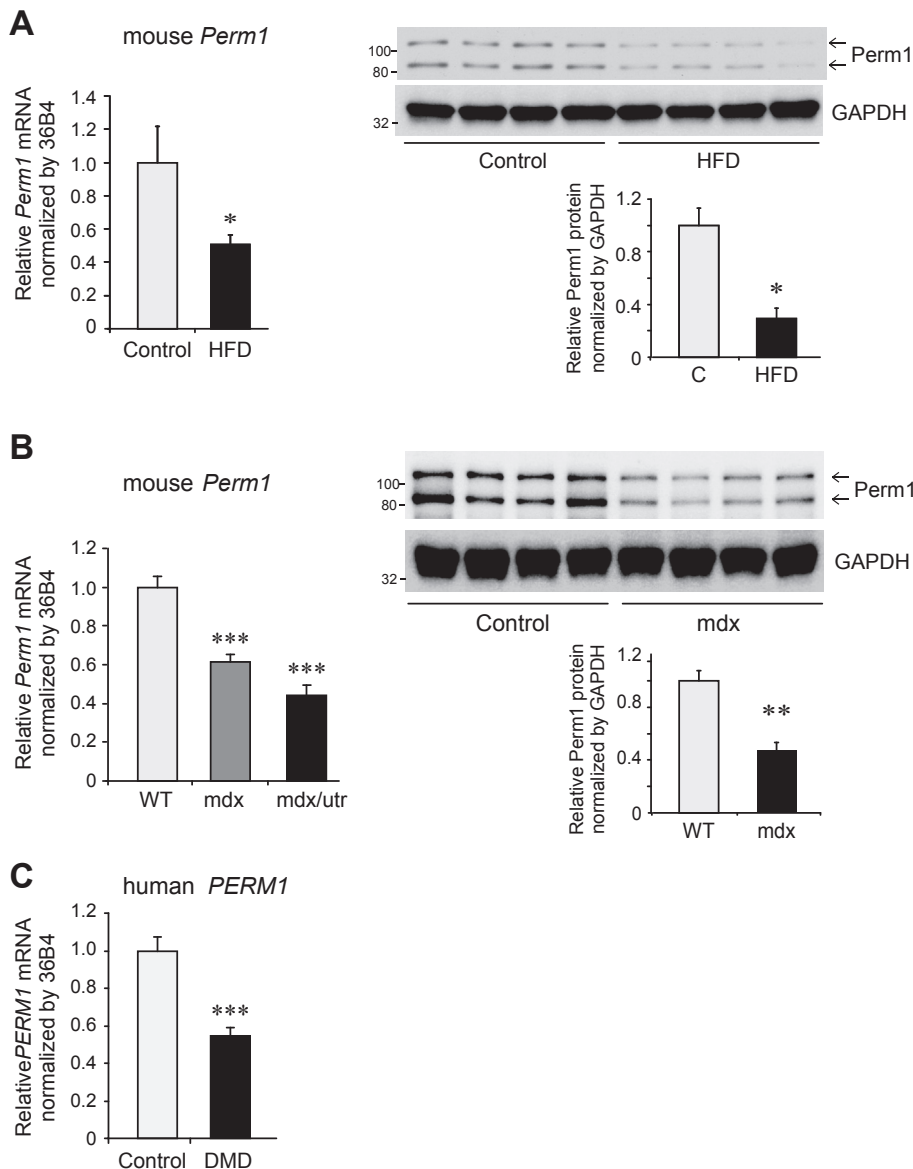 A
mouse Perm1
Relative Perm1 mRNA
normalized by 36B4
1.4
1.2
1.0
0.8
0.6
0.4
0.2
0
*
Control HFD
100
80
32
Perm1
GAPDH
Control HFD
Relative Perm1 protein
normalized by GAPDH
1.2
0.8
0.4
0
*
C HFD
B
mouse Perm1
Relative Perm1 mRNA
normalized by 36B4
1.2
1.0
0.8
0.6
0.4
0.2
0
***
***
WT mdx mdx/utr
100
80
32
Perm1
GAPDH
Control mdx
Relative Perm1 protein
normalized by GAPDH
1.2
0.8
0.4
0
**
WT mdx
C
human PERM1
RelativePERM1 mRNA
normalized by 36B4
1.2
1.0
0.8
0.6
0.4
0.2
0
***
Control DMD